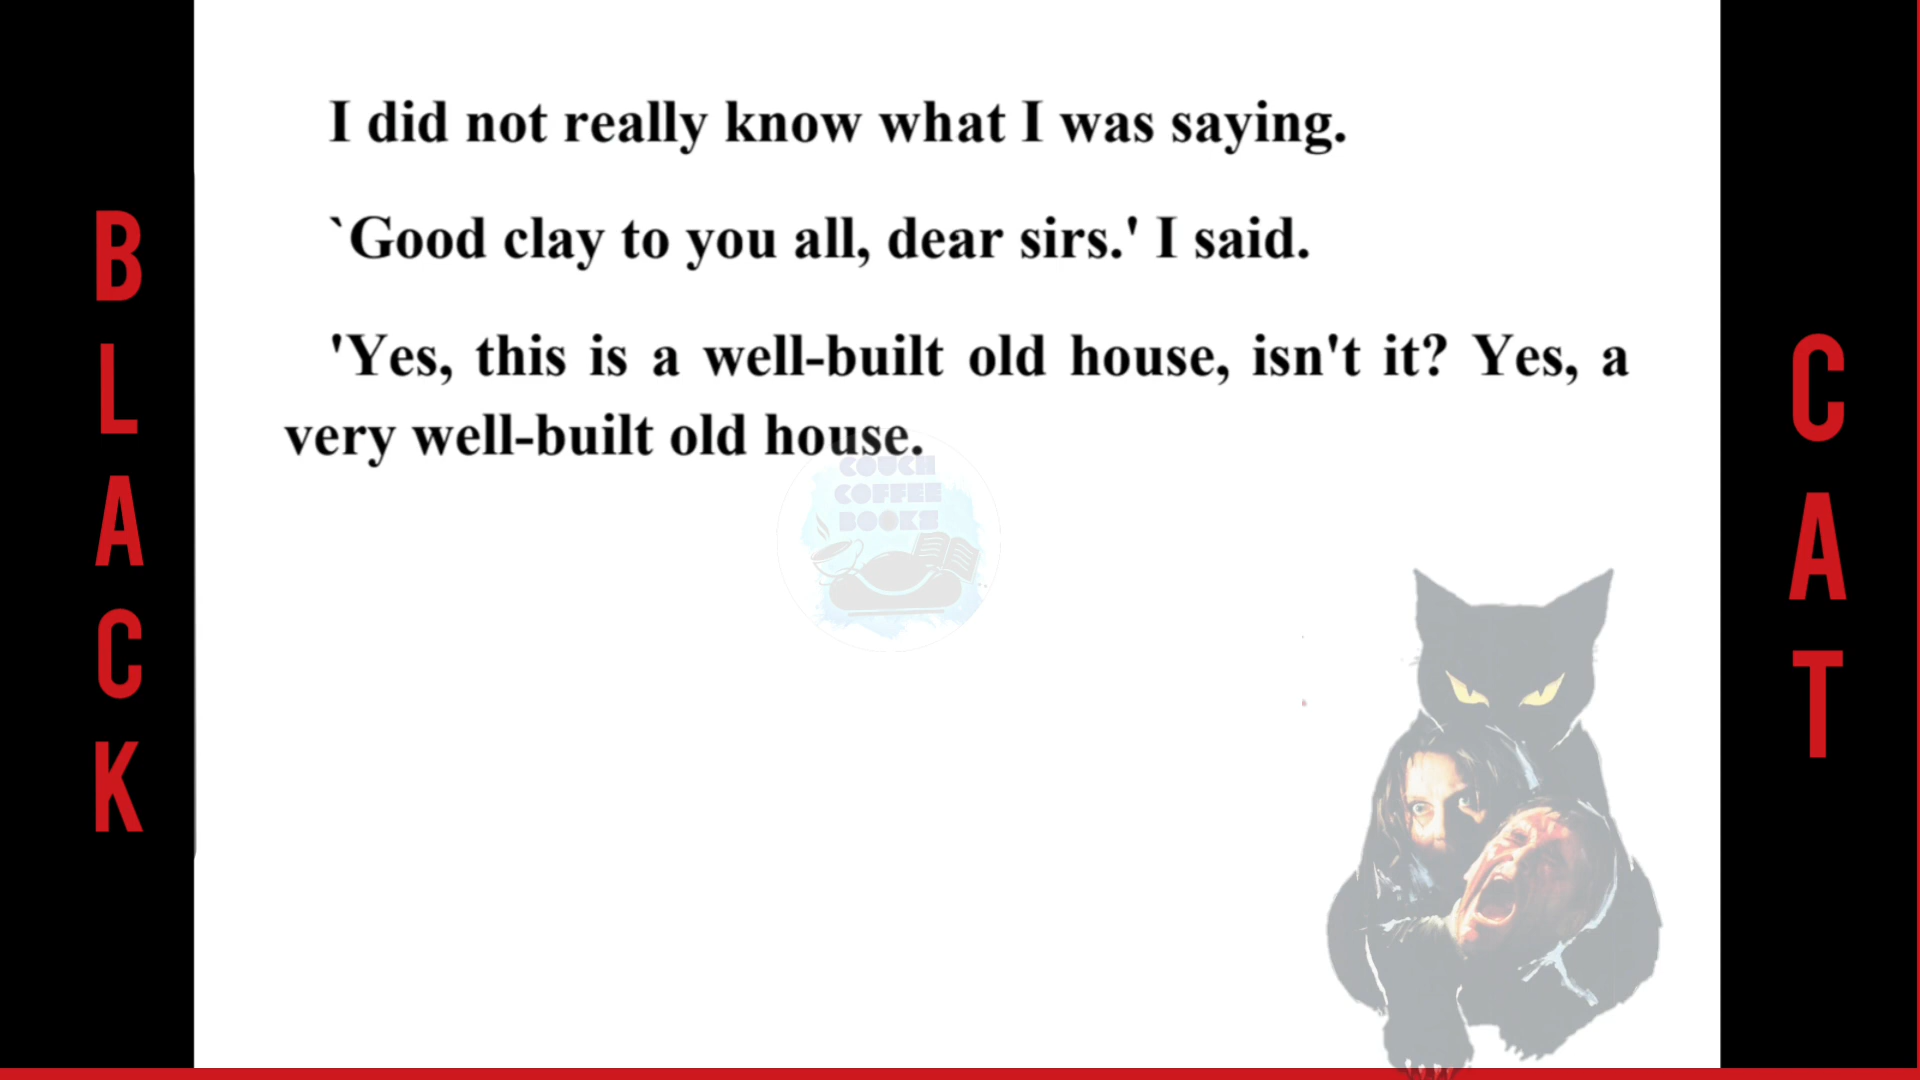 BLACK
I did not really know what I was saying.
`Good clay to you all, dear sirs.' I said.
'Yes, this is a well-built old house, isn't it? Yes, a
very well-built old house.
COUCH
COFFEE
BOOKS
CAT